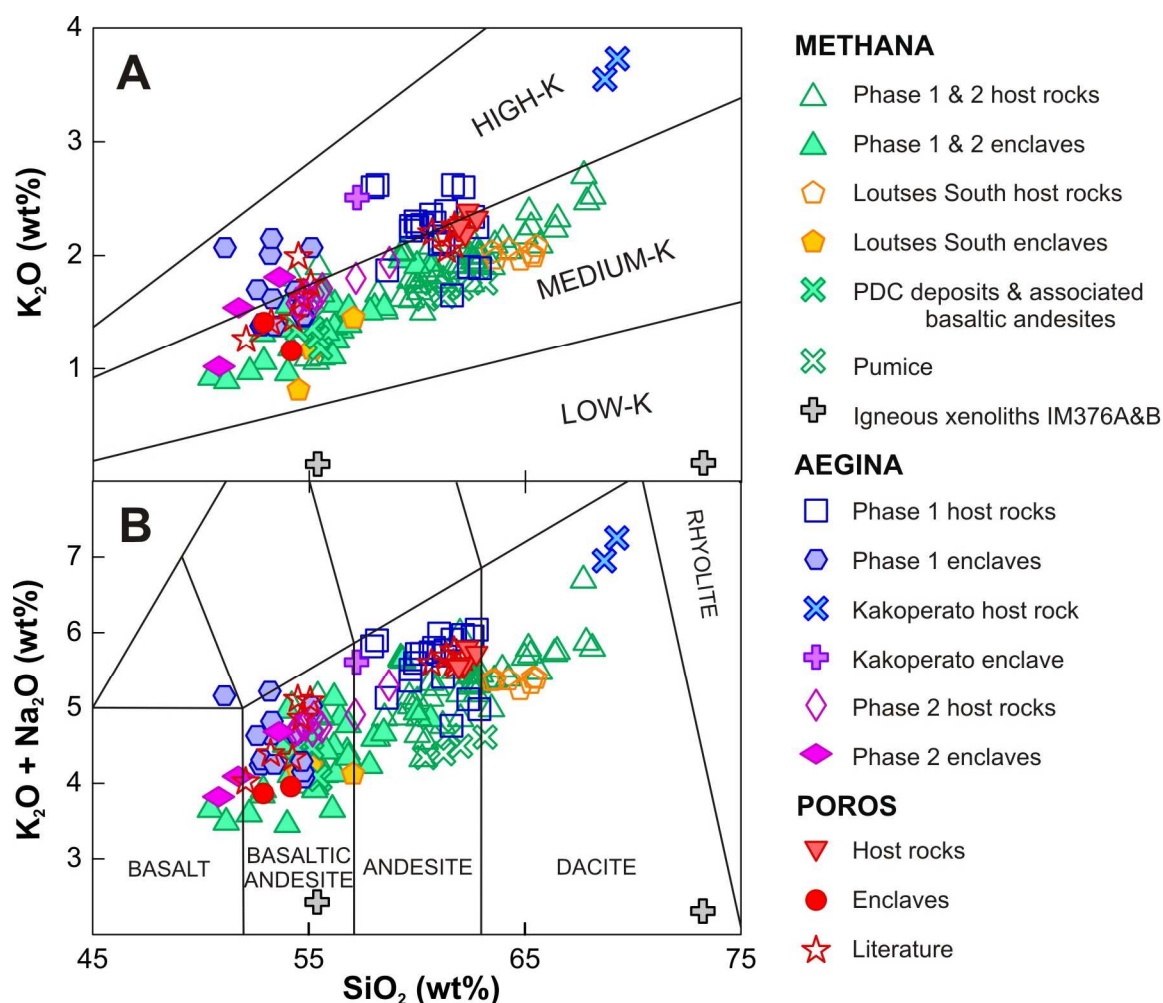 A
K₂O (wt%)
4
3
2
1
HIGH-K
MEDIUM-K
LOW-K
B
K₂O + Na₂O (wt%)
7
6
5
4
3
BASALT
BASALTIC
ANDESITE
ANDESITE
DACITE
RHYOLITE
45
55
65
75
SiO₂ (wt%)
METHANA
Phase 1 & 2 host rocks
Phase 1 & 2 enclaves
Loutses South host rocks
Loutses South enclaves
PDC deposits & associated
basaltic andesites
Pumice
Igneous xenoliths IM376A&B
AEGINA
Phase 1 host rocks
Phase 1 enclaves
Kakoperato host rock
Kakoperato enclave
Phase 2 host rocks
Phase 2 enclaves
POROS
Host rocks
Enclaves
Literature